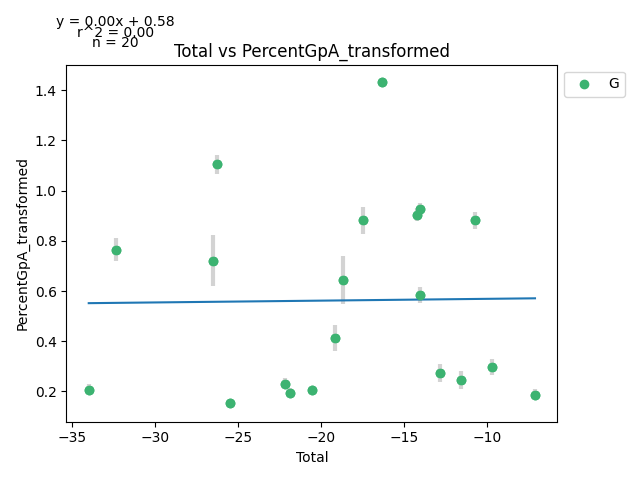 y = 0.00x + 0.58
r^2 = 0.00
n = 20
Total vs PercentGpA_transformed
G
PercentGpA_transformed
1.4
1.2
1.0
0.8
0.6
0.4
0.2
−35 −30 −25 −20 −15 −10
Total